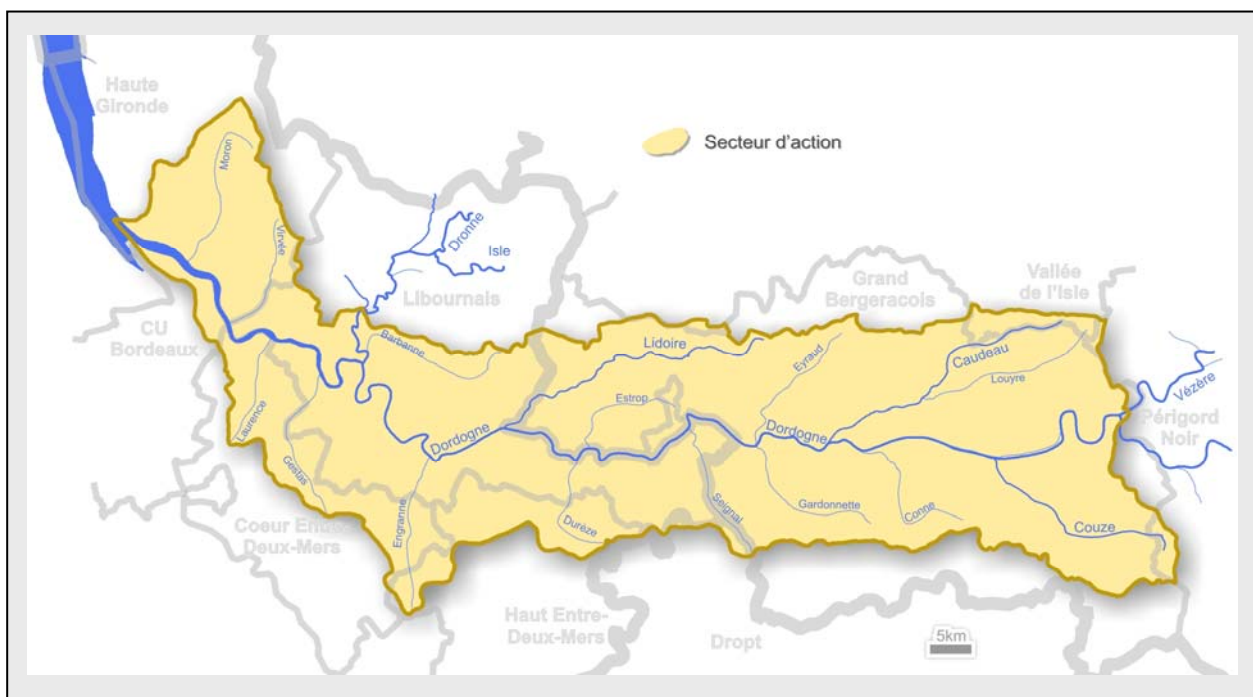 Haute
Gironde
Secteur d'action
Moron
Virvée
Dronne
Isle
Libournais
Grand
Bergeracois
Vallée
de l'Isle
CU
Bordeaux
Barbanne
Lidoire
Eyraud
Caudeau
Louyre
Vézère
Estrop
Laurence
Dordogne
Dordogne
Périgord
Noir
Gestas
Engranne
Durèze
Seignal
Gardonnette
Conne
Couze
Coeur Entre-
Deux-Mers
Haut Entre-
Deux-Mers
Dropt
5km